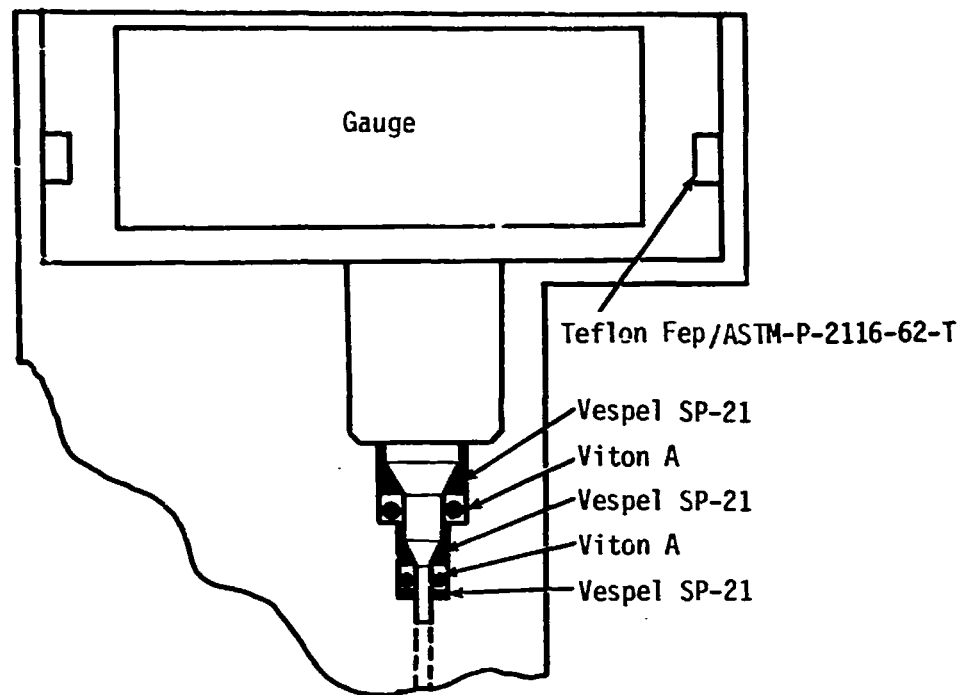 Gauge
Teflon Fep/ASTM-P-2116-62-T
Vespel SP-21
Viton A
Vespel SP-21
Viton A
Vespel SP-21